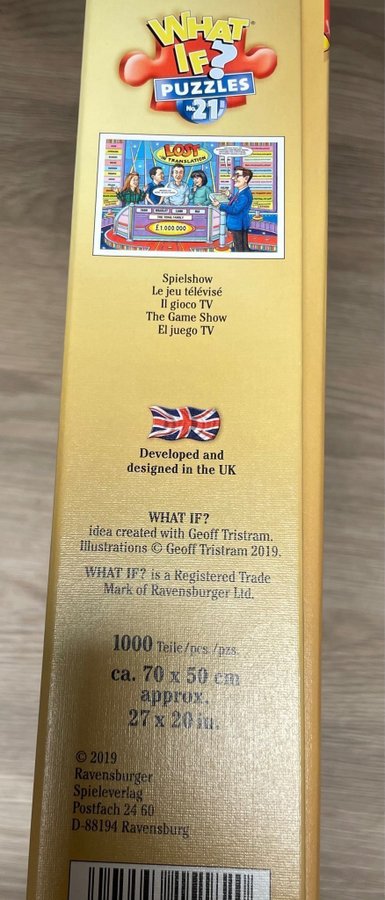 WHAT
IF?
PUZZLES
No.21
LOST
IN TRANSLATION
£1,000,000
Spielshow
Le jeu télévisé
Il gioco TV
The Game Show
El juego TV
Developed and
designed in the UK
WHAT IF?
idea created with Geoff Tristram.
Illustrations © Geoff Tristram 2019.
WHAT IF? is a Registered Trade
Mark of Ravensburger Ltd.
1000 Teile/pcs./pzs.
ca. 70 x 50 cm
approx.
27 x 20 in.
© 2019
Ravensburger
Spieleverlag
Postfach 24 60
D-88194 Ravensburg